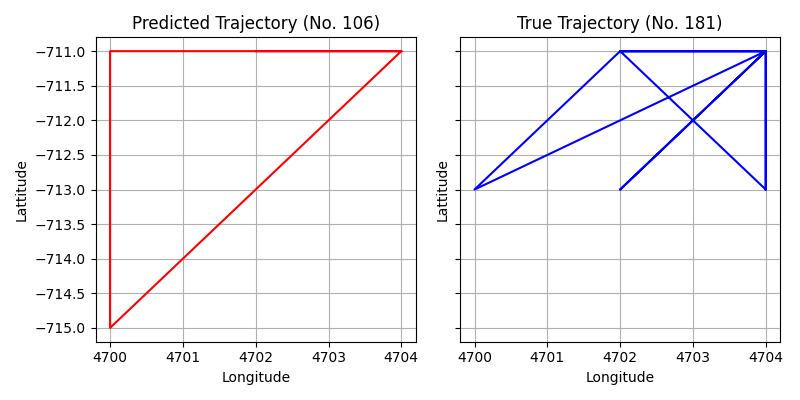 Predicted Trajectory (No. 106)
True Trajectory (No. 181)
−711.0
−711.5
−712.0
−712.5
−713.0
−713.5
−714.0
−714.5
−715.0
Lattitude
Lattitude
4700 4701 4702 4703 4704
4700 4701 4702 4703 4704
Longitude
Longitude